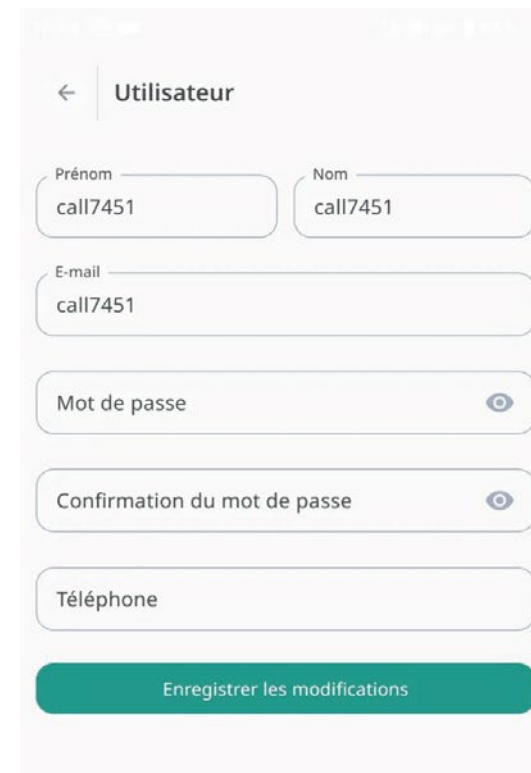 Utilisateur
Prénom
Nom
call7451
call7451
E-mail
call7451
Mot de passe
Confirmation du mot de passe
Téléphone
Enregistrer les modifications